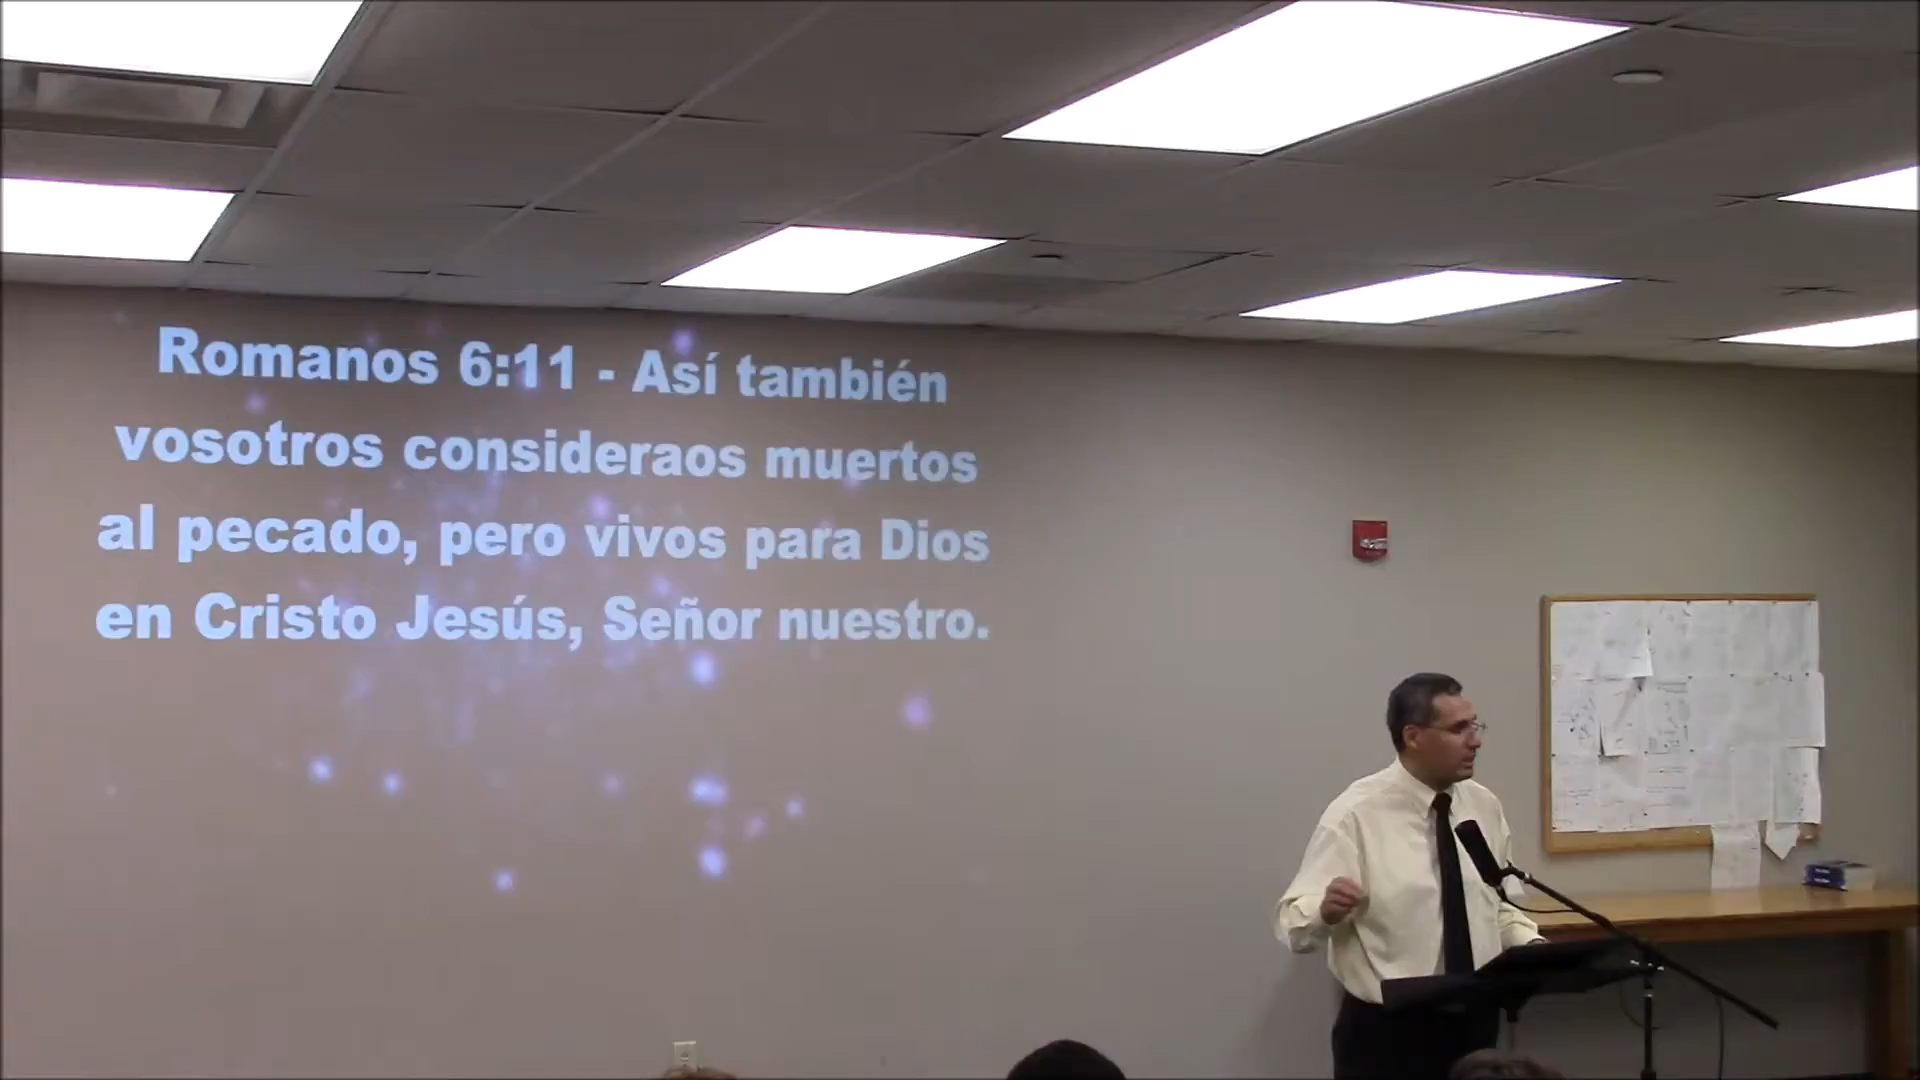 Romanos 6:11 - Así también
vosotros consideraos muertos
al pecado, pero vivos para Dios
en Cristo Jesús, Señor nuestro.